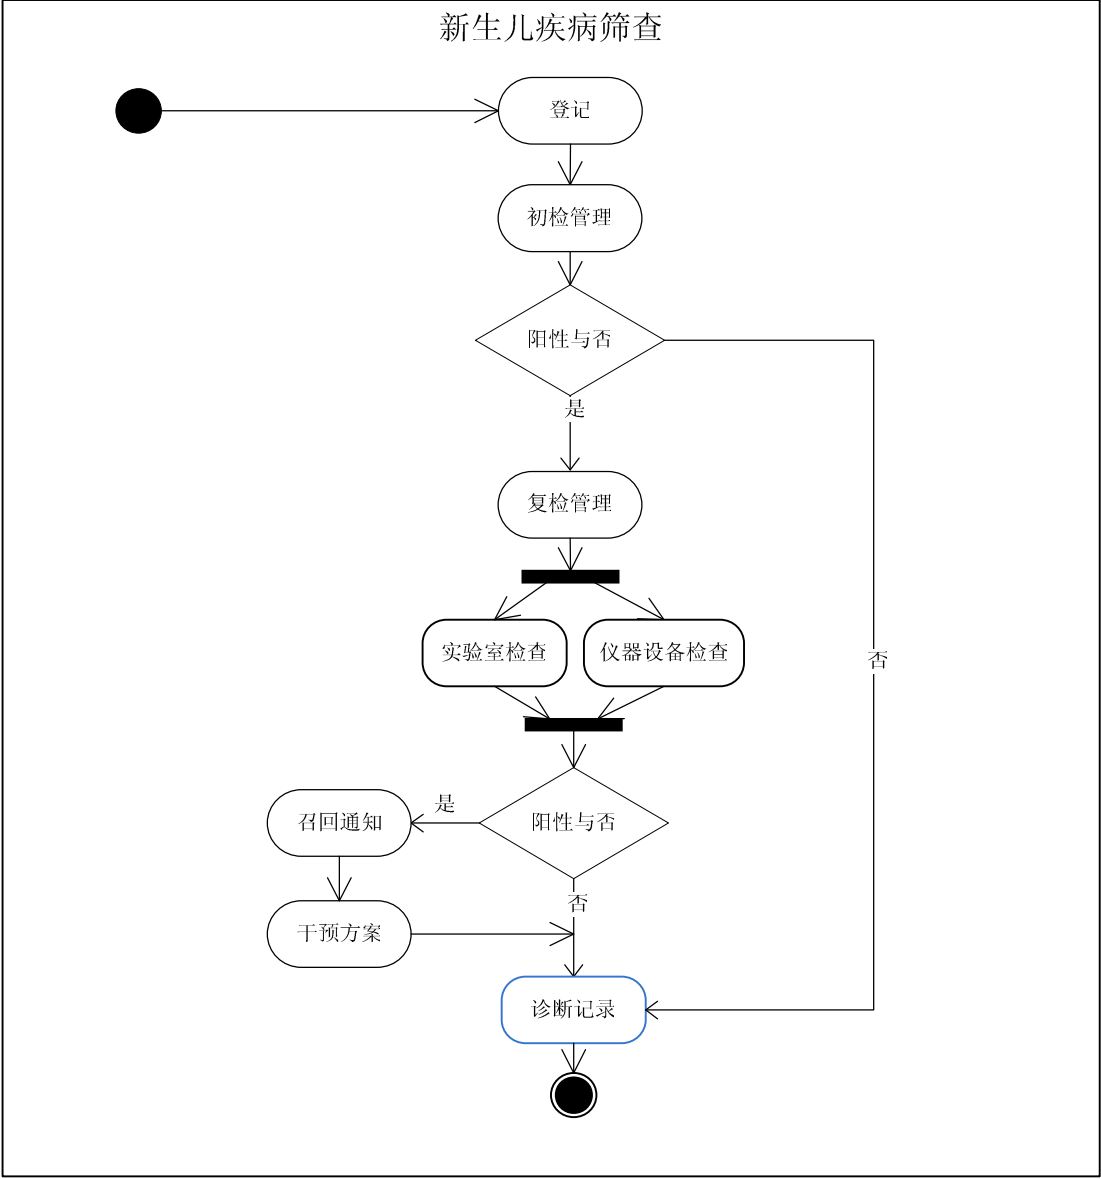 新生儿疾病筛查
登记
初检管理
阳性与否
是
复检管理
实验室检查
仪器设备检查
否
是
召回通知
阳性与否
否
干预方案
诊断记录